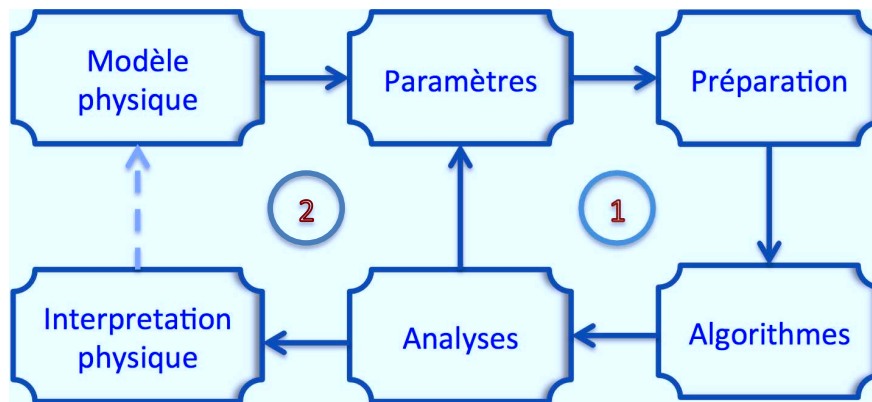 Modèle
physique
Paramètres
Préparation
2
1
Interpretation
physique
Analyses
Algorithmes